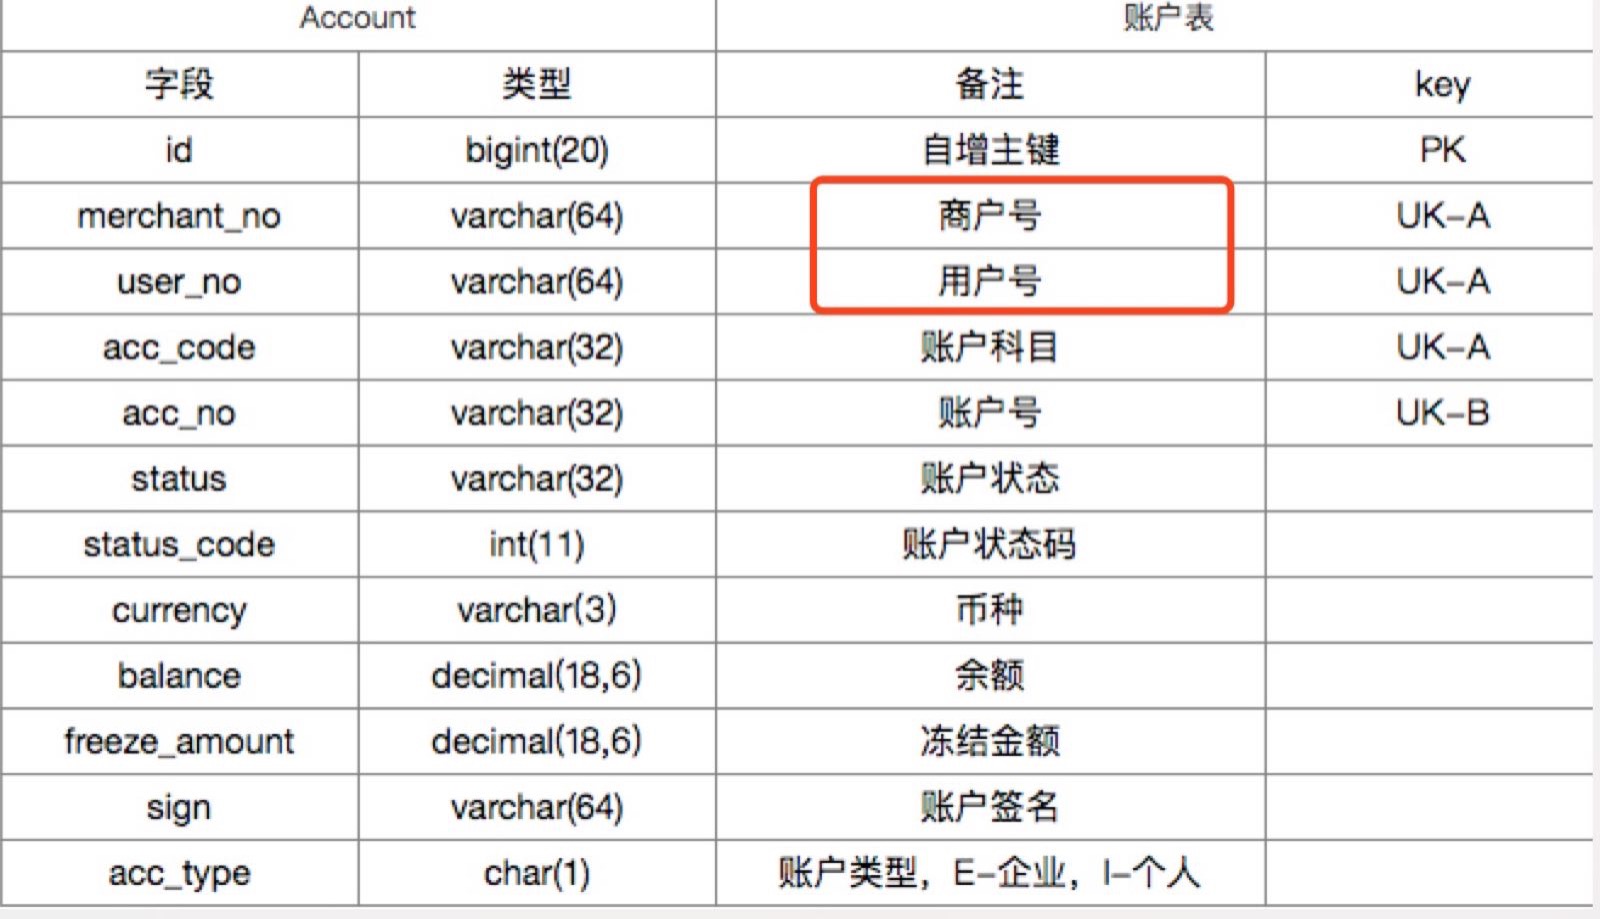 Account 账户表
字段 类型 备注 key
id bigint(20) 自增主键 PK
merchant_no varchar(64) 商户号 UK-A
user_no varchar(64) 用户号 UK-A
acc_code varchar(32) 账户科目 UK-A
acc_no varchar(32) 账户号 UK-B
status varchar(32) 账户状态
status_code int(11) 账户状态码
currency varchar(3) 币种
balance decimal(18,6) 余额
freeze_amount decimal(18,6) 冻结金额
sign varchar(64) 账户签名
acc_type char(1) 账户类型，E-企业，I-个人